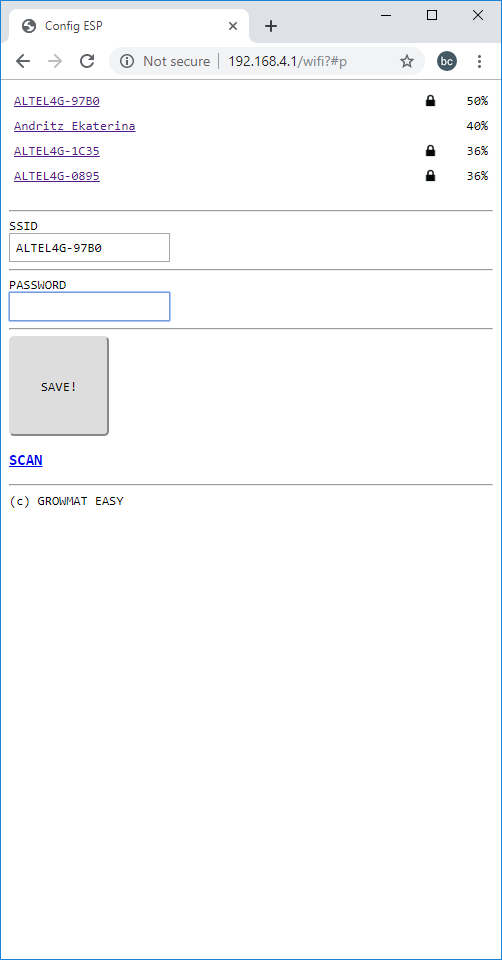 Config ESP
Not secure | 192.168.4.1/wifi?#p
bc
ALTEL4G-97B0 50%
Andritz Ekaterina 40%
ALTEL4G-1C35 36%
ALTEL4G-0895 36%
SSID
ALTEL4G-97B0
PASSWORD
SAVE!
SCAN
(c) GROWMAT EASY